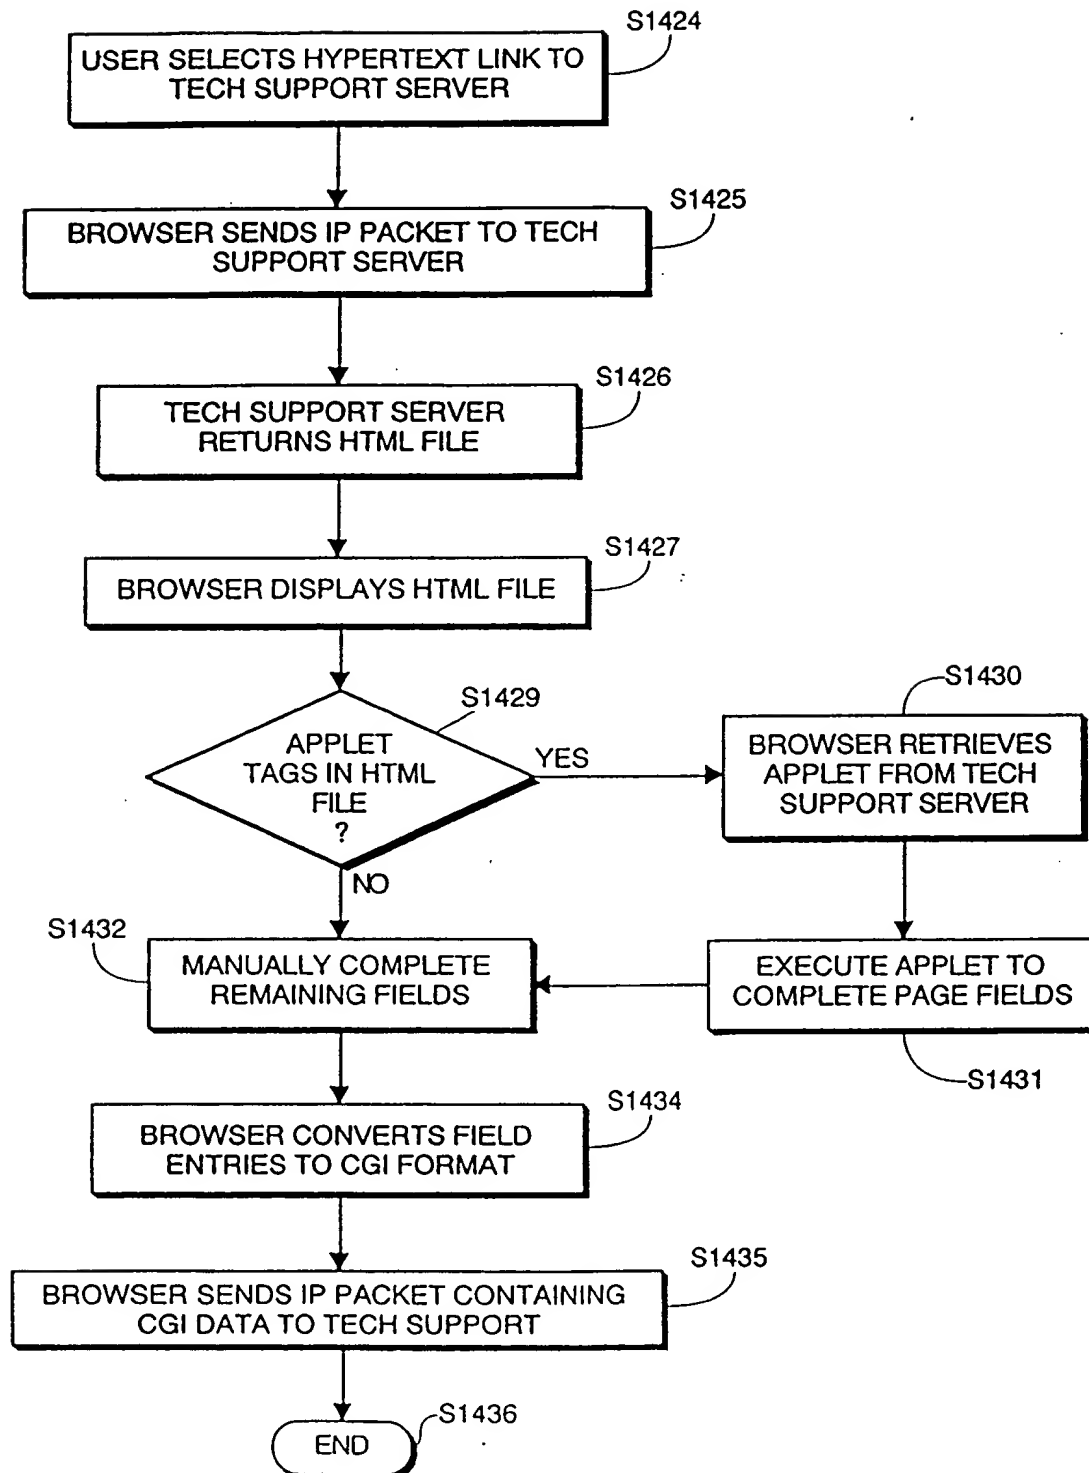 S1424
USER SELECTS HYPERTEXT LINK TO
TECH SUPPORT SERVER
S1425
BROWSER SENDS IP PACKET TO TECH
SUPPORT SERVER
S1426
TECH SUPPORT SERVER
RETURNS HTML FILE
S1427
BROWSER DISPLAYS HTML FILE
S1429
APPLET
TAGS IN HTML
FILE
?
YES
NO
S1430
BROWSER RETRIEVES
APPLET FROM TECH
SUPPORT SERVER
EXECUTE APPLET TO
COMPLETE PAGE FIELDS
S1431
S1432
MANUALLY COMPLETE
REMAINING FIELDS
S1434
BROWSER CONVERTS FIELD
ENTRIES TO CGI FORMAT
S1435
BROWSER SENDS IP PACKET CONTAINING
CGI DATA TO TECH SUPPORT
S1436
END